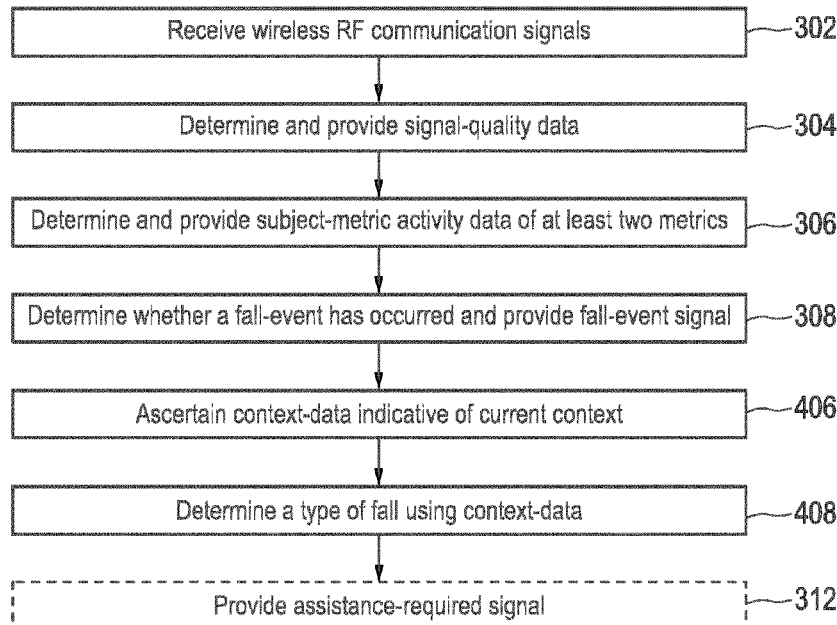 Receive wireless RF communication signals 302
Determine and provide signal-quality data 304
Determine and provide subject-metric activity data of at least two metrics 306
Determine whether a fall-event has occurred and provide fall-event signal 308
Ascertain context-data indicative of current context 406
Determine a type of fall using context-data 408
Provide assistance-required signal 312